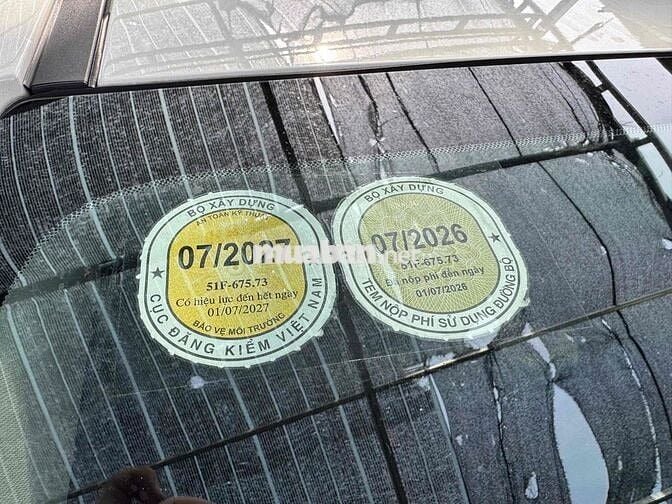 BỘ XÂY DỰNG
AN TOÀN KỸ THUẬT
07/2027
51F-675.73
Có hiệu lực đến hết ngày
01/07/2027
BẢO VỆ MÔI TRƯỜNG
CỤC ĐĂNG KIỂM VIỆT NAM
BỘ XÂY DỰNG
07/2026
51F-675.73
Đã nộp phí đến ngày
01/07/2026
TEM NỘP PHÍ SỬ DỤNG ĐƯỜNG BỘ
muaban.net